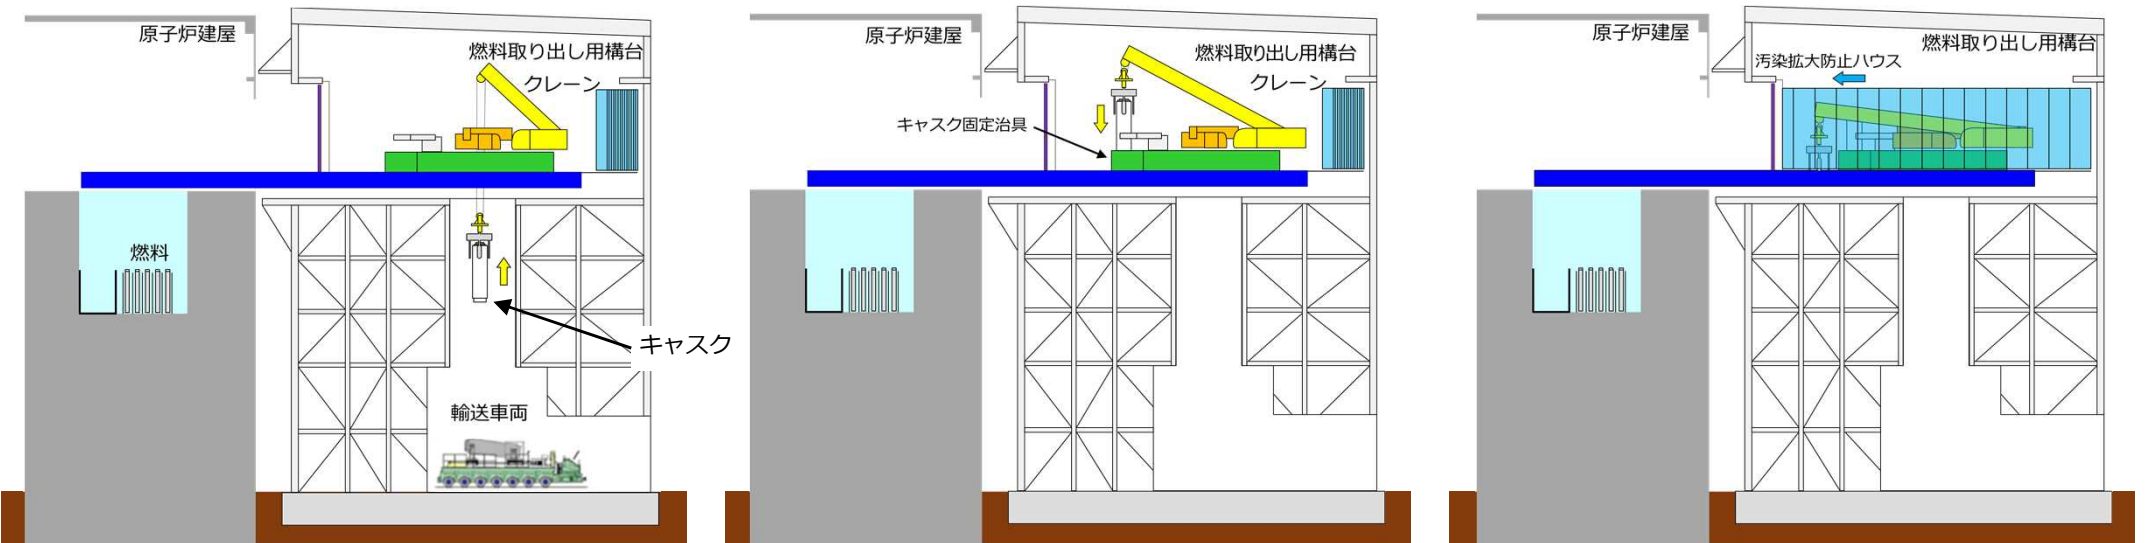 原子炉建屋
燃料取り出し用構台
クレーン
燃料
キャスク
輸送車両
原子炉建屋
燃料取り出し用構台
クレーン
キャスク固定治具
原子炉建屋
燃料取り出し用構台
汚染拡大防止ハウス